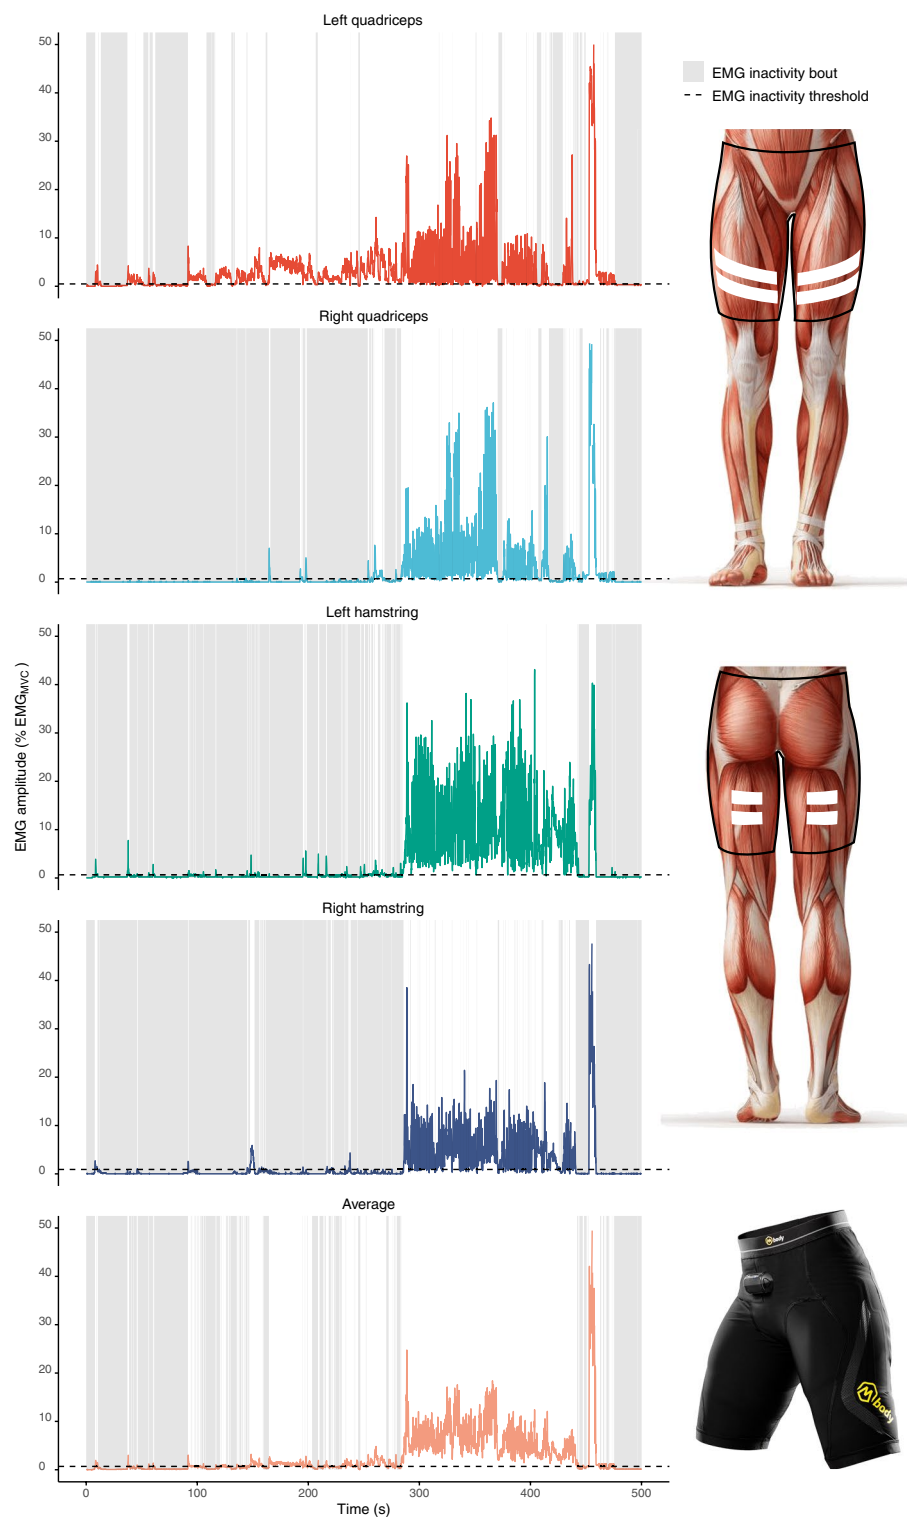 Left quadriceps
50
40
30
20
10
0
EMG inactivity bout
EMG inactivity threshold
Right quadriceps
50
40
30
20
10
0
Left hamstring
50
40
30
20
10
0
EMG amplitude (% EMGMVC)
Right hamstring
50
40
30
20
10
0
Average
50
40
30
20
10
0
0 100 200 300 400 500
Time (s)
M body
M body